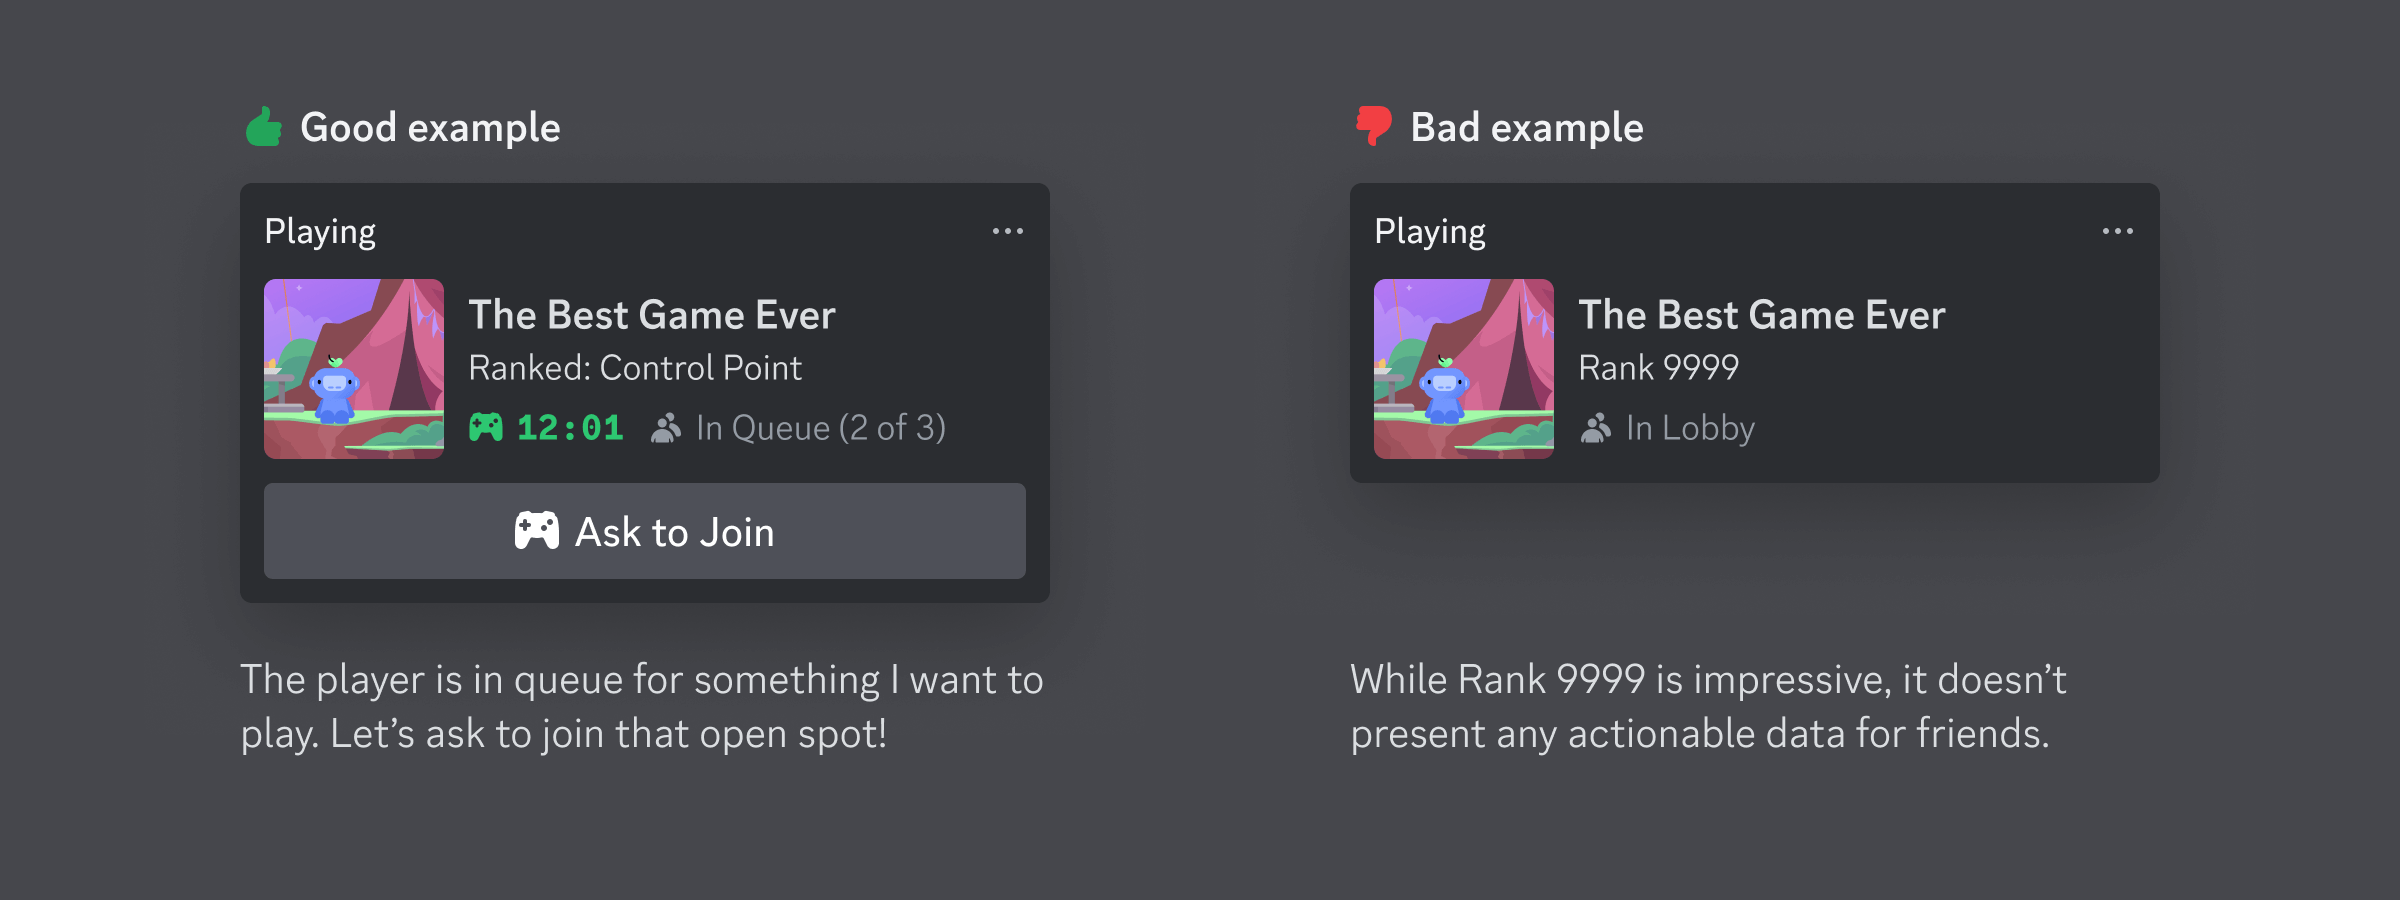 Good example
Playing
The Best Game Ever
Ranked: Control Point
12:01 In Queue (2 of 3)
Ask to Join
The player is in queue for something I want to
play. Let’s ask to join that open spot!
Bad example
Playing
The Best Game Ever
Rank 9999
In Lobby
While Rank 9999 is impressive, it doesn’t
present any actionable data for friends.